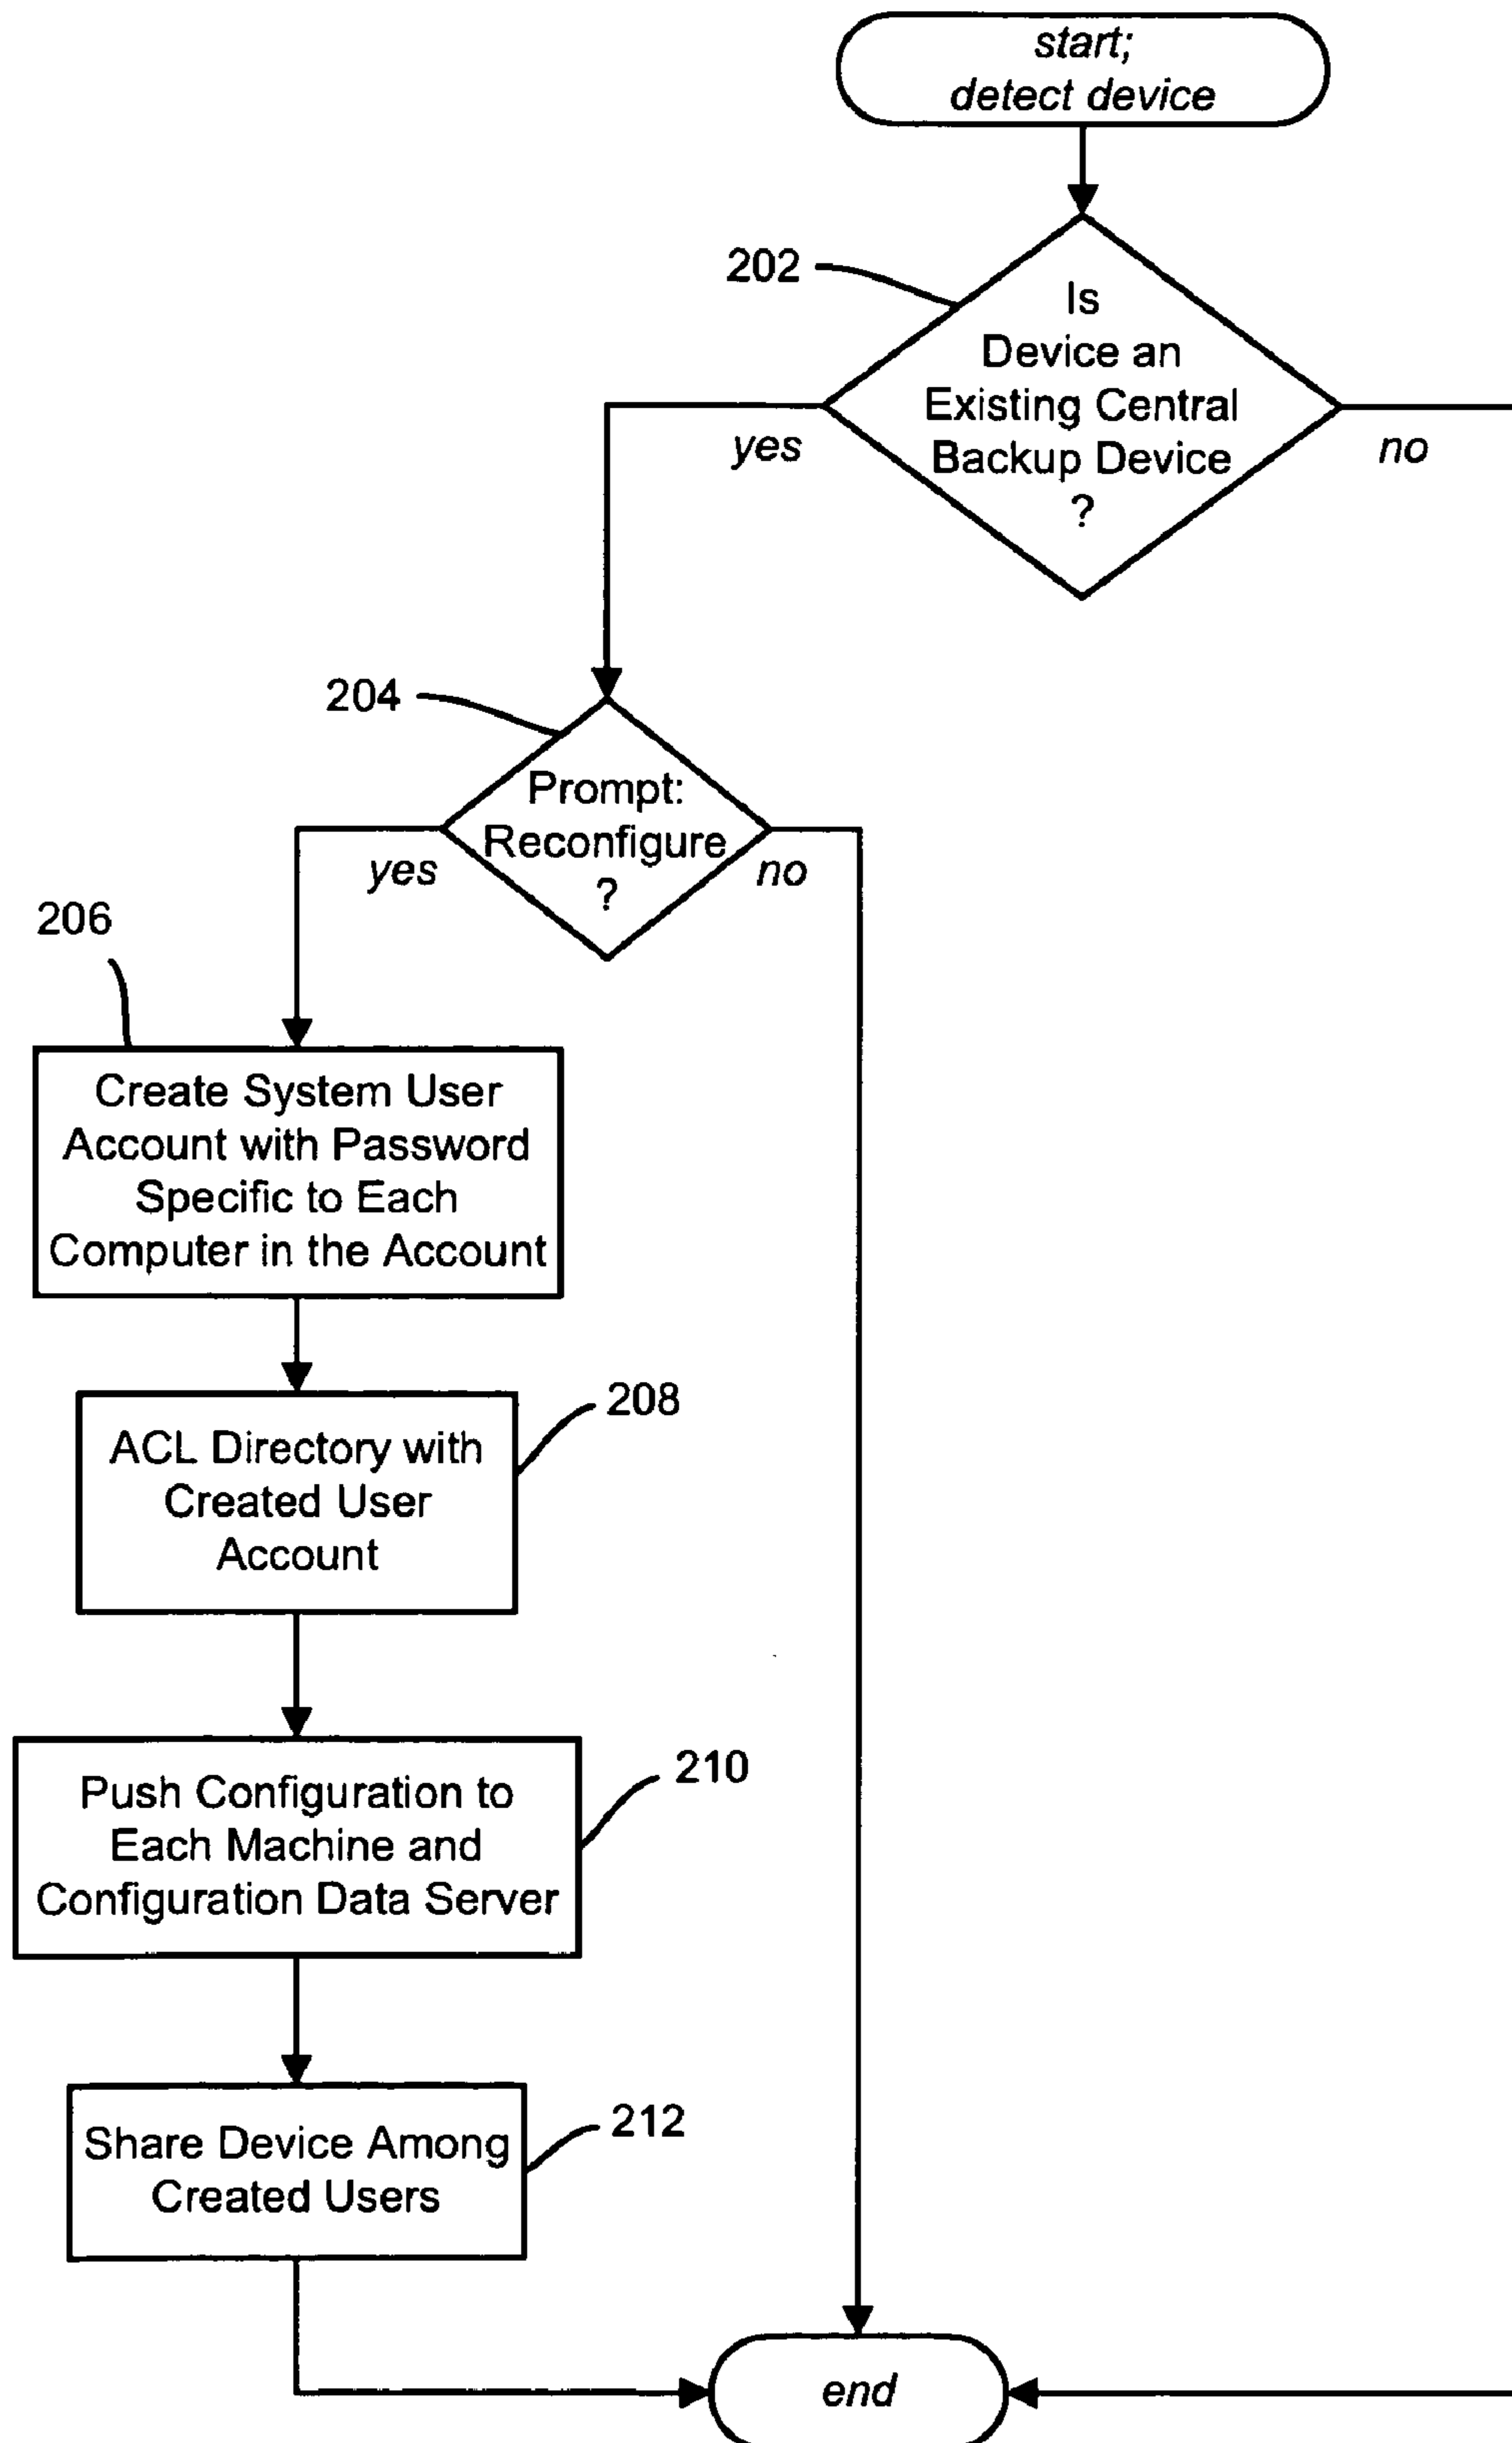 start;
detect device
202
Is
Device an
Existing Central
Backup Device
?
yes
no
204
Prompt:
Reconfigure
?
yes
no
206
Create System User
Account with Password
Specific to Each
Computer in the Account
208
ACL Directory with
Created User
Account
210
Push Configuration to
Each Machine and
Configuration Data Server
212
Share Device Among
Created Users
end